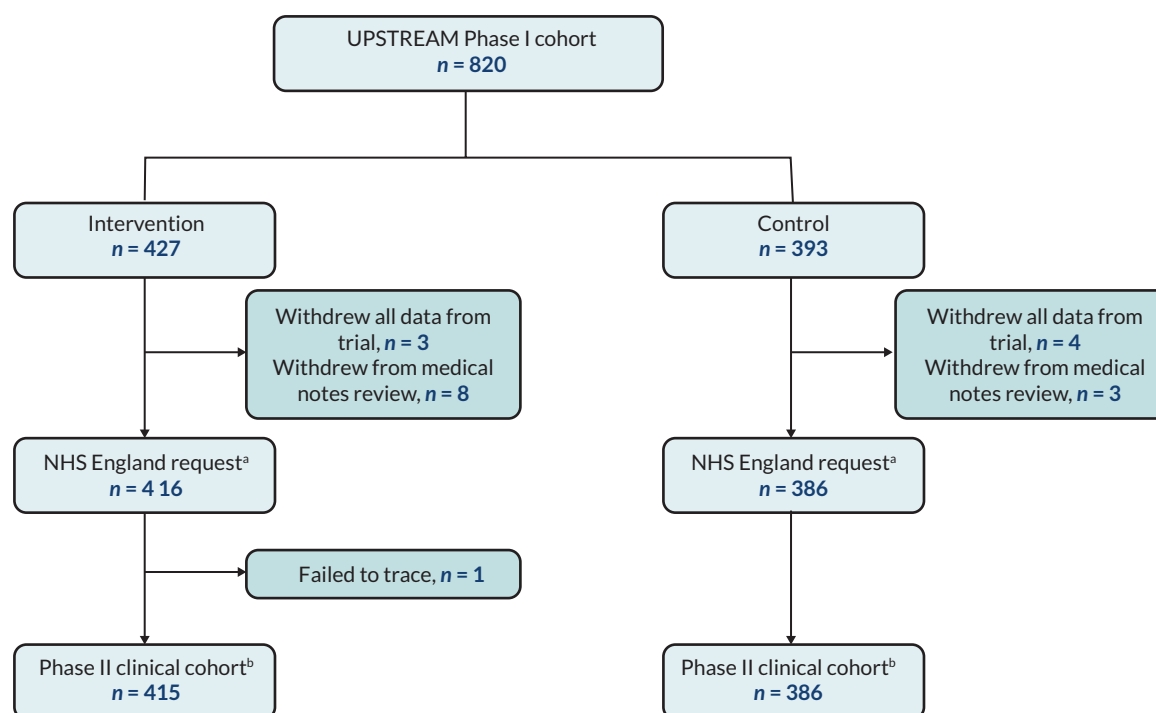 UPSTREAM Phase I cohort
n = 820
Intervention
n = 427
Control
n = 393
Withdrew all data from
trial, n = 3
Withdrew from medical
notes review, n = 8
Withdrew all data from
trial, n = 4
Withdrew from medical
notes review, n = 3
NHS England requestᵃ
n = 4 16
NHS England requestᵃ
n = 386
Failed to trace, n = 1
Phase II clinical cohortᵇ
n = 415
Phase II clinical cohortᵇ
n = 386